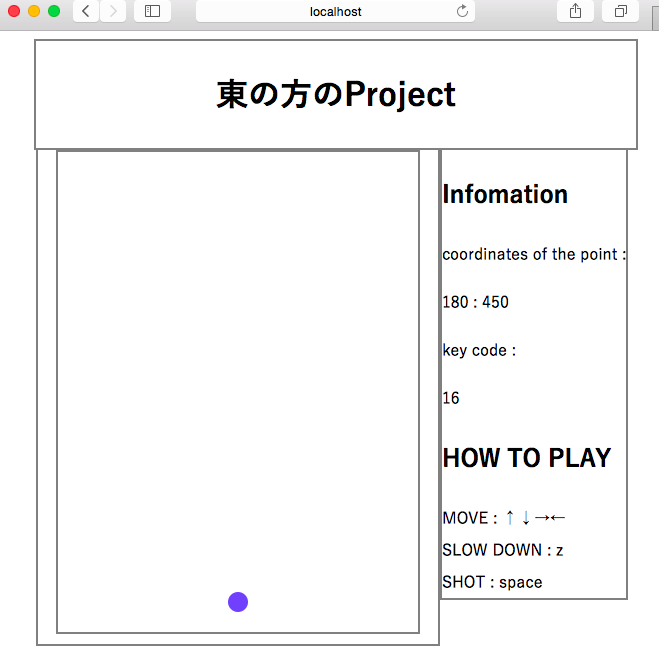 localhost
東の方のProject
Infomation
coordinates of the point :
180 : 450
key code :
16
HOW TO PLAY
MOVE : ↑ ↓ →←
SLOW DOWN : z
SHOT : space